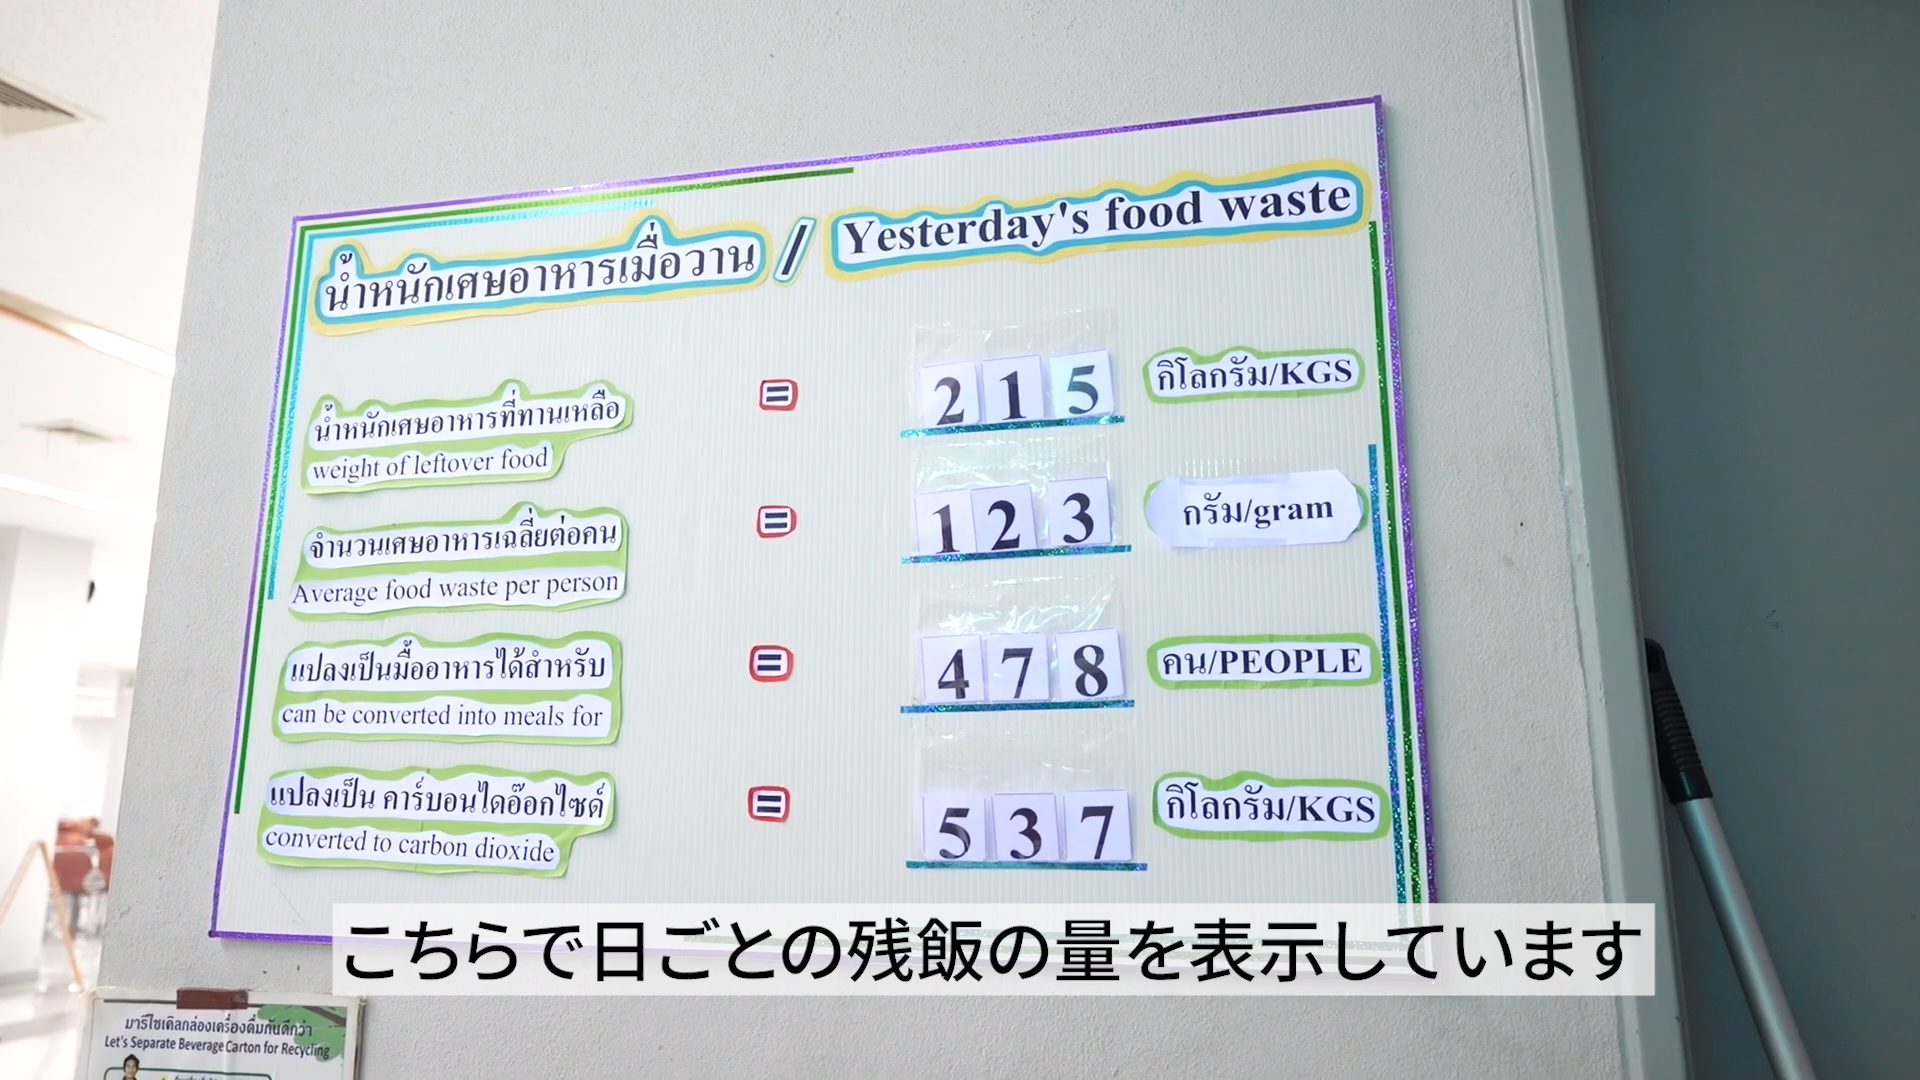 น้ำหนักเศษอาหารเมื่อวาน / Yesterday's food waste
น้ำหนักเศษอาหารที่ทานเหลือ
weight of leftover food
= 215 กิโลกรัม/KGS
จำนวนเศษอาหารเฉลี่ยต่อคน
Average food waste per person
= 123 กรัม/gram
แปลงเป็นมื้ออาหารได้สำหรับ
can be converted into meals for
= 478 คน/PEOPLE
แปลงเป็น คาร์บอนไดอ๊อกไซด์
converted to carbon dioxide
= 537 กิโลกรัม/KGS
こちらで日ごとの残飯の量を表示しています
มารีไซเคิลกล่องเครื่องดื่มกันดีกว่า
Let's Separate Beverage Carton for Recycling